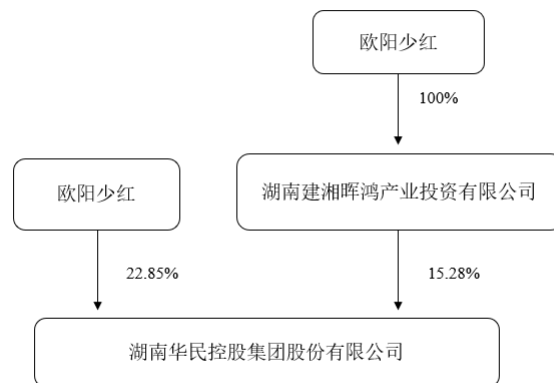 欧阳少红
100%
欧阳少红
湖南建湘晖鸿产业投资有限公司
22.85%
15.28%
湖南华民控股集团股份有限公司